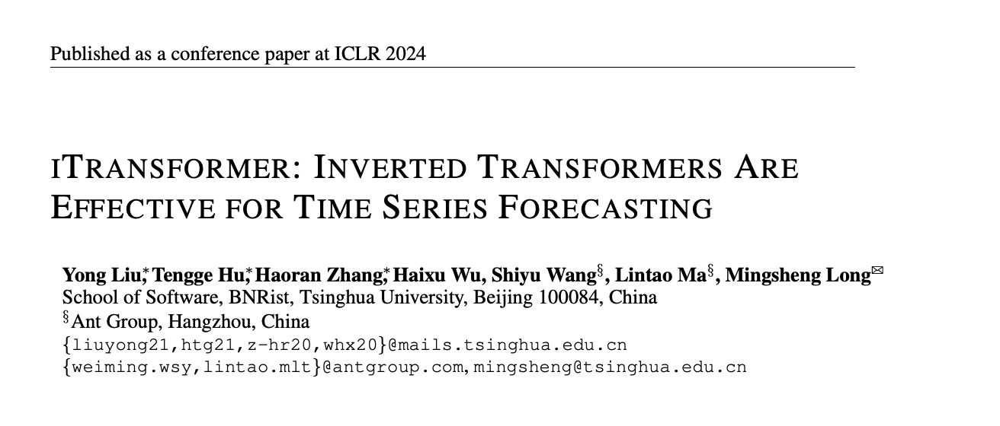 Published as a conference paper at ICLR 2024
ITRANSFORMER: INVERTED TRANSFORMERS ARE
EFFECTIVE FOR TIME SERIES FORECASTING
Yong Liu,* Tengge Hu,* Haoran Zhang,* Haixu Wu, Shiyu Wang§, Lintao Ma§, Mingsheng Long✉
School of Software, BNRist, Tsinghua University, Beijing 100084, China
§Ant Group, Hangzhou, China
{liuyong21,htg21,z-hr20,whx20}@mails.tsinghua.edu.cn
{weiming.wsy,lintao.mlt}@antgroup.com, mingsheng@tsinghua.edu.cn